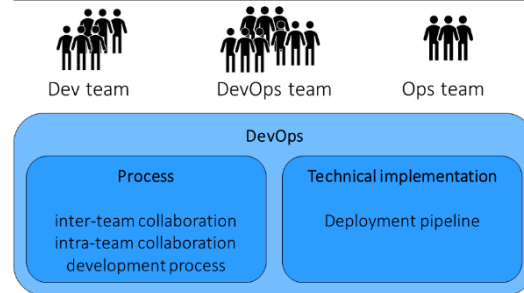 Dev team
DevOps team
Ops team
DevOps
Process
inter-team collaboration
intra-team collaboration
development process
Technical implementation
Deployment pipeline